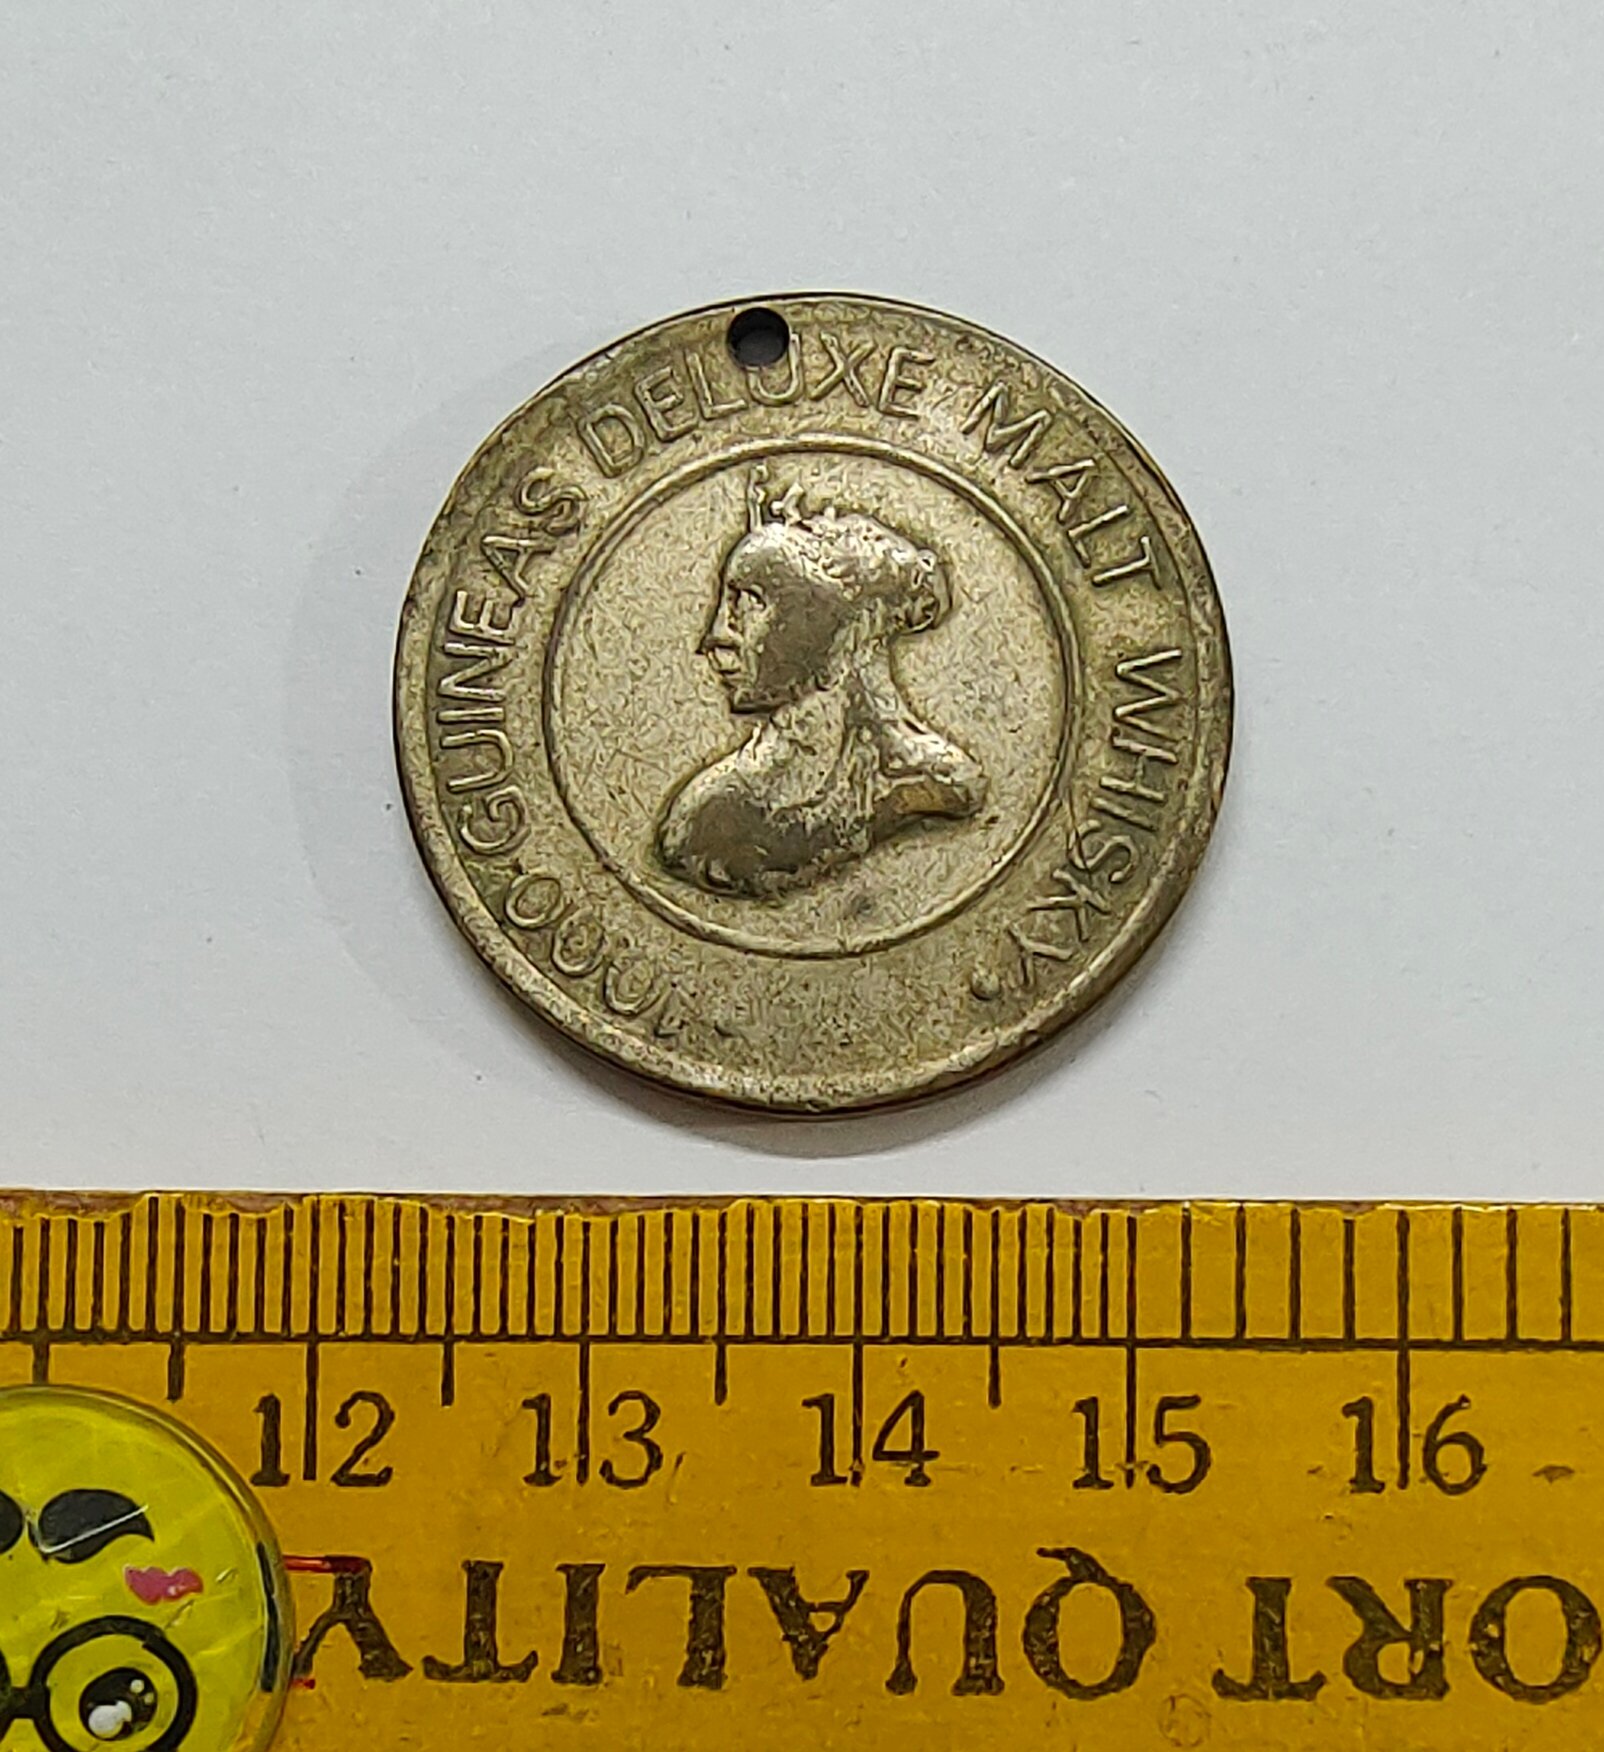 1000 GUINEAS DELUXE MALT WHISKY.
12 13 14 15 16
ORT QUALITY